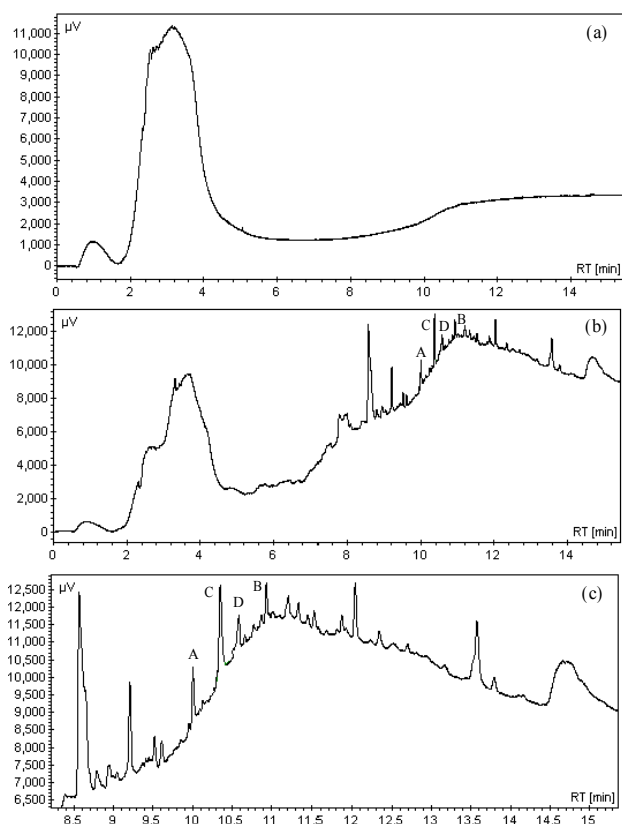 µV
(a)
11,000
10,000
9,000
8,000
7,000
6,000
5,000
4,000
3,000
2,000
1,000
0
RT [min]
0 2 4 6 8 10 12 14
µV
(b)
12,000
10,000
8,000
6,000
4,000
2,000
0
C D B
A
RT [min]
0 2 4 6 8 10 12 14
µV
(c)
12,500
12,000
11,500
11,000
10,500
10,000
9,500
9,000
8,500
8,000
7,500
7,000
6,500
C D B
A
RT [min]
8.5 9 9.5 10 10.5 11 11.5 12 12.5 13 13.5 14 14.5 15